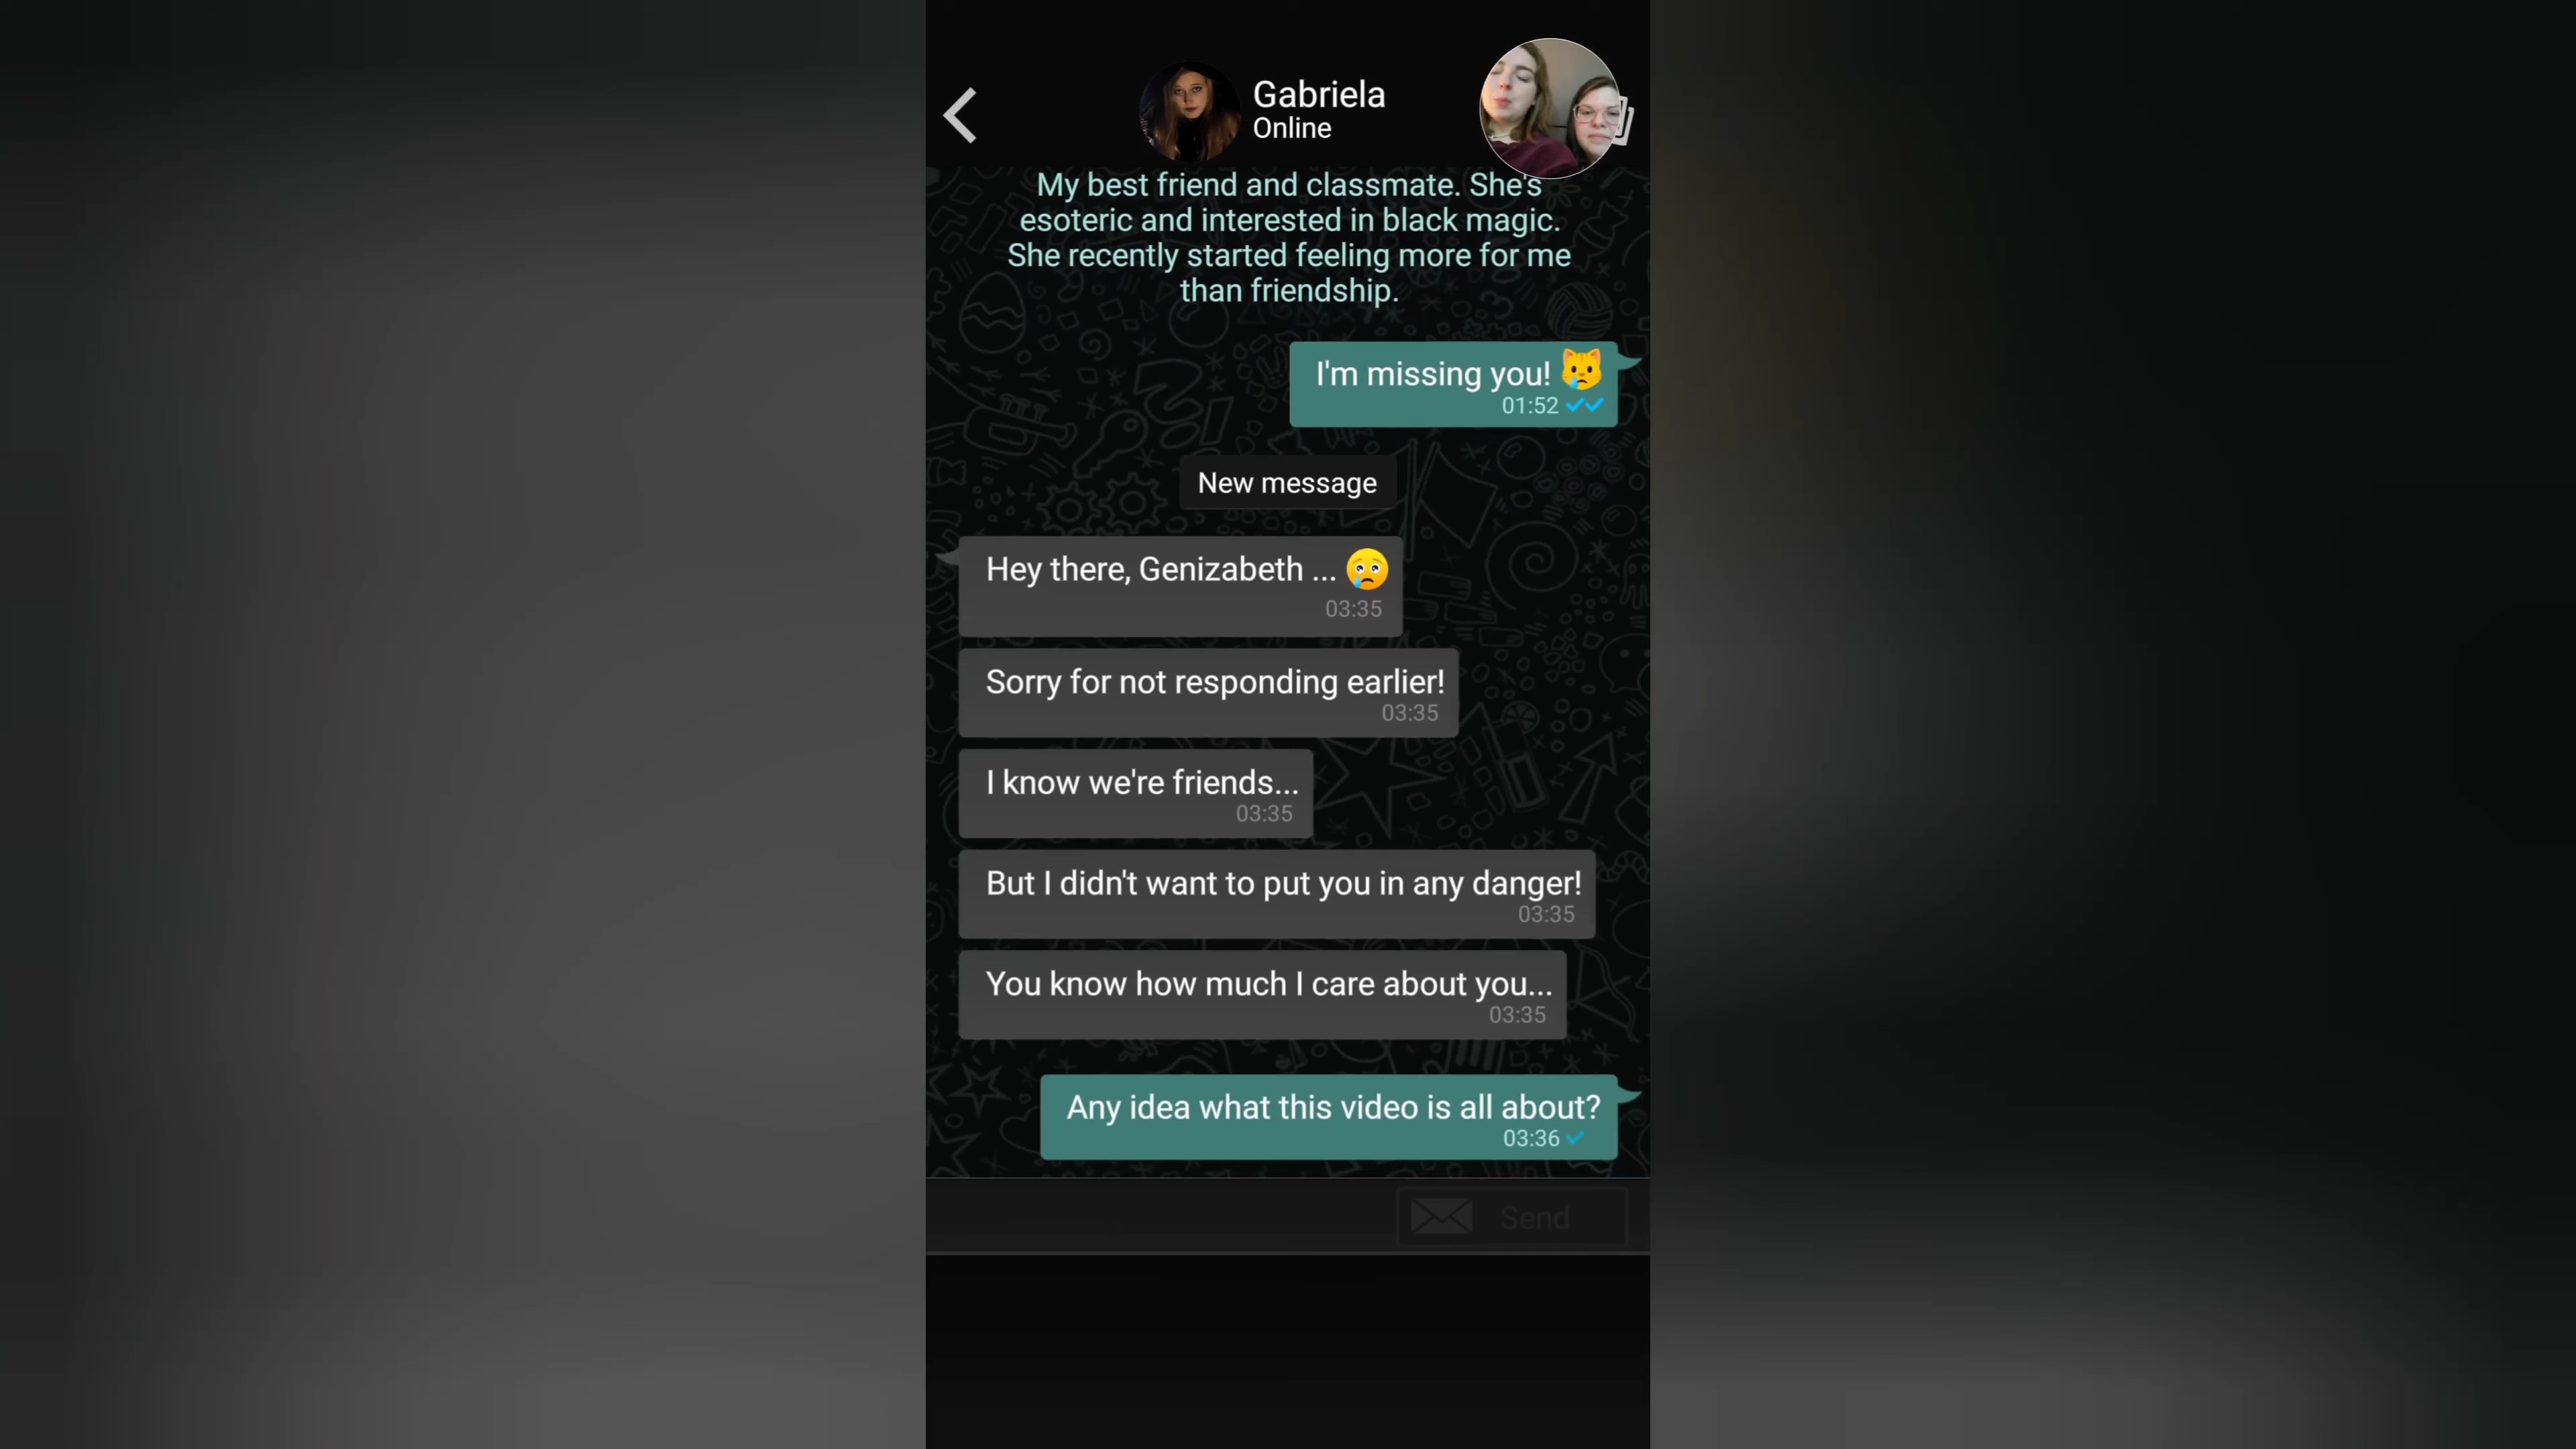 Gabriela
Online
My best friend and classmate. She's
esoteric and interested in black magic.
She recently started feeling more for me
than friendship.
I'm missing you! 😿
01:52
New message
Hey there, Genizabeth ... 😢
03:35
Sorry for not responding earlier!
03:35
I know we're friends...
03:35
But I didn't want to put you in any danger!
03:35
You know how much I care about you...
03:35
Any idea what this video is all about?
03:36
Send